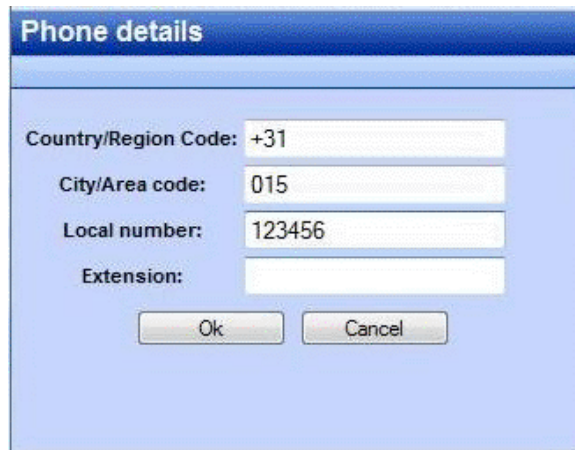 Phone details
Country/Region Code: +31
City/Area code: 015
Local number: 123456
Extension:
Ok Cancel